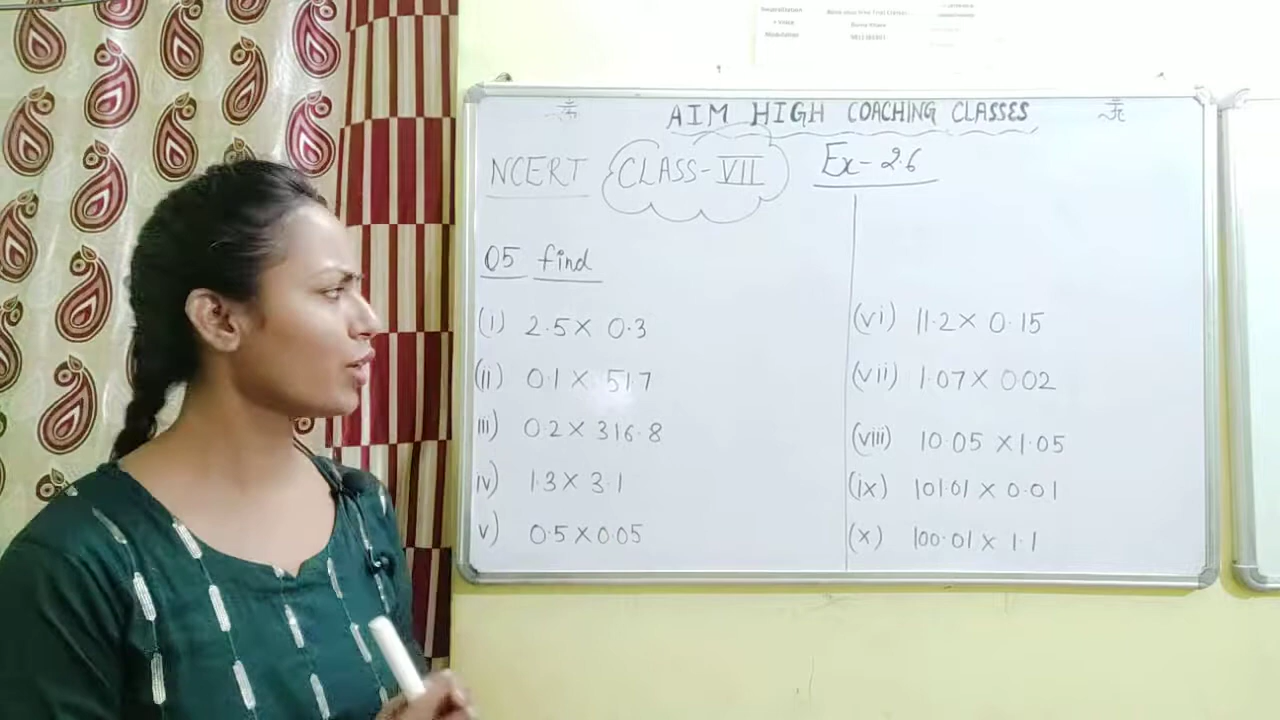 AIM HIGH COACHING CLASSES
NCERT CLASS-VII Ex-2.6
Q5 find
(i) 2.5 X 0.3
(ii) 0.1 X 51.7
iii) 0.2 X 316.8
iv) 1.3 X 3.1
v) 0.5 X 0.05
(vi) 11.2 X 0.15
(vii) 1.07 X 0.02
(viii) 10.05 X 1.05
(ix) 101.01 X 0.01
(x) 100.01 X 1.1